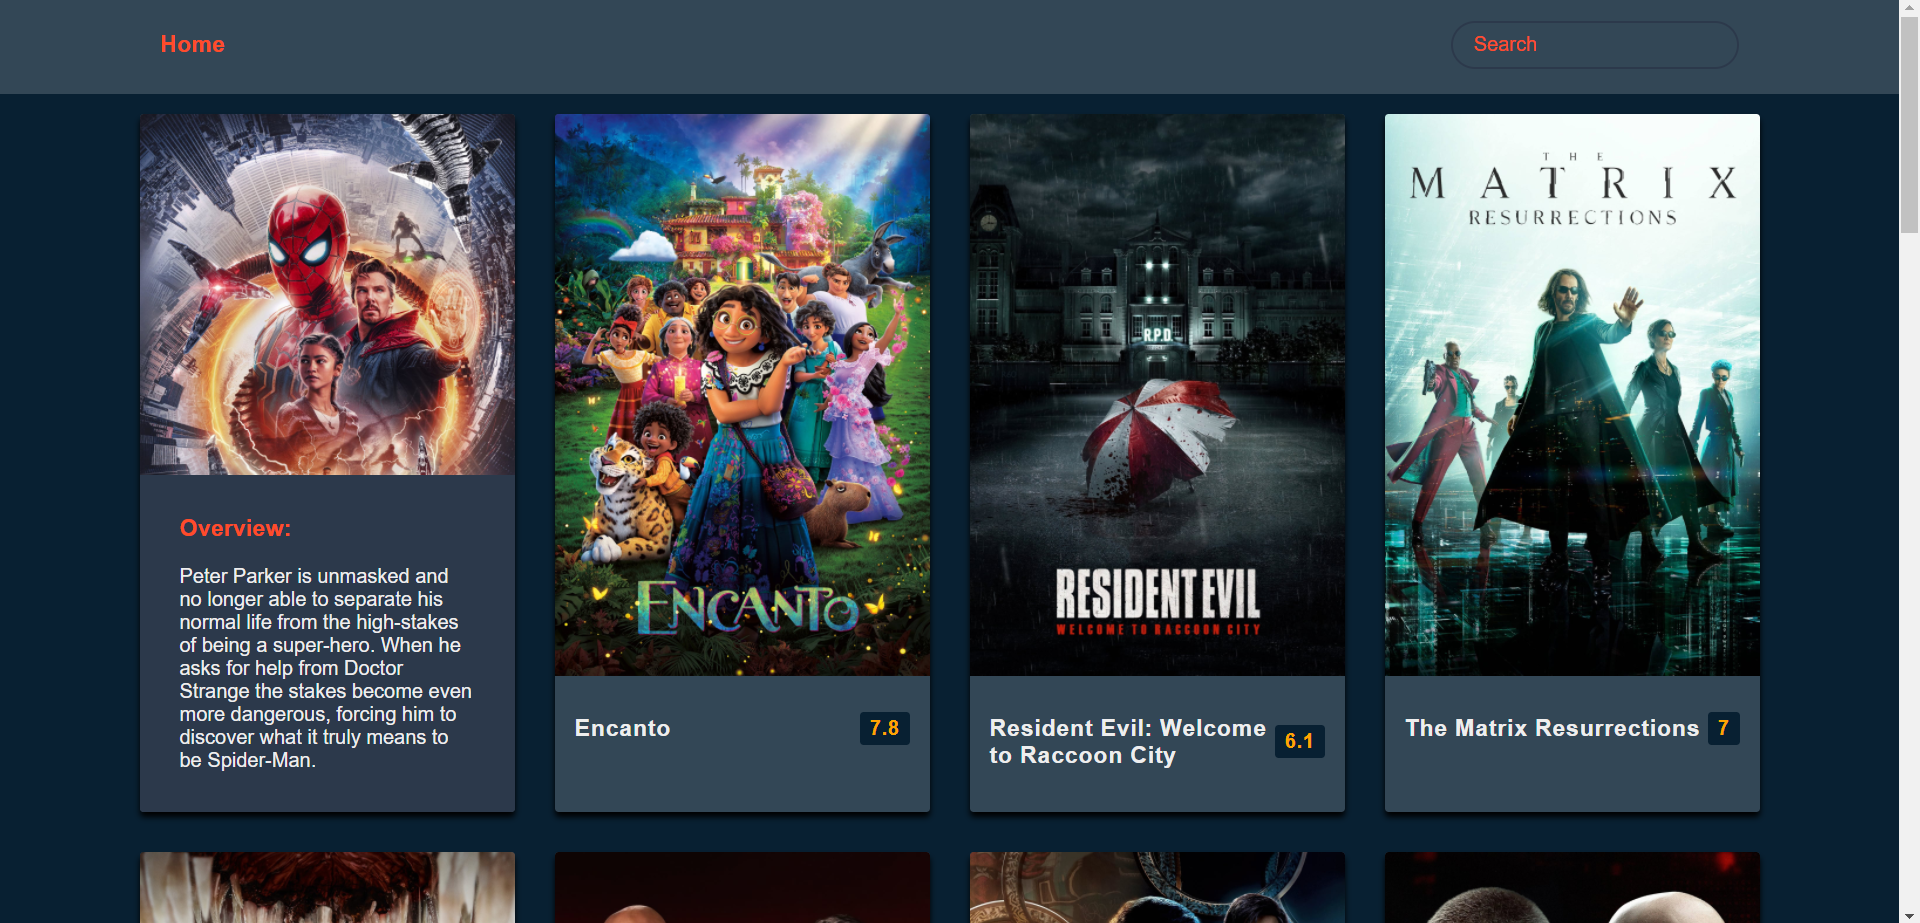 Home
Search
Overview:
Peter Parker is unmasked and
no longer able to separate his
normal life from the high-stakes
of being a super-hero. When he
asks for help from Doctor
Strange the stakes become even
more dangerous, forcing him to
discover what it truly means to
be Spider-Man.
ENCANTO
Encanto
7.8
R.P.D.
RESIDENT EVIL
WELCOME TO RACCOON CITY
Resident Evil: Welcome
to Raccoon City
6.1
THE
MATRIX
RESURRECTIONS
The Matrix Resurrections
7